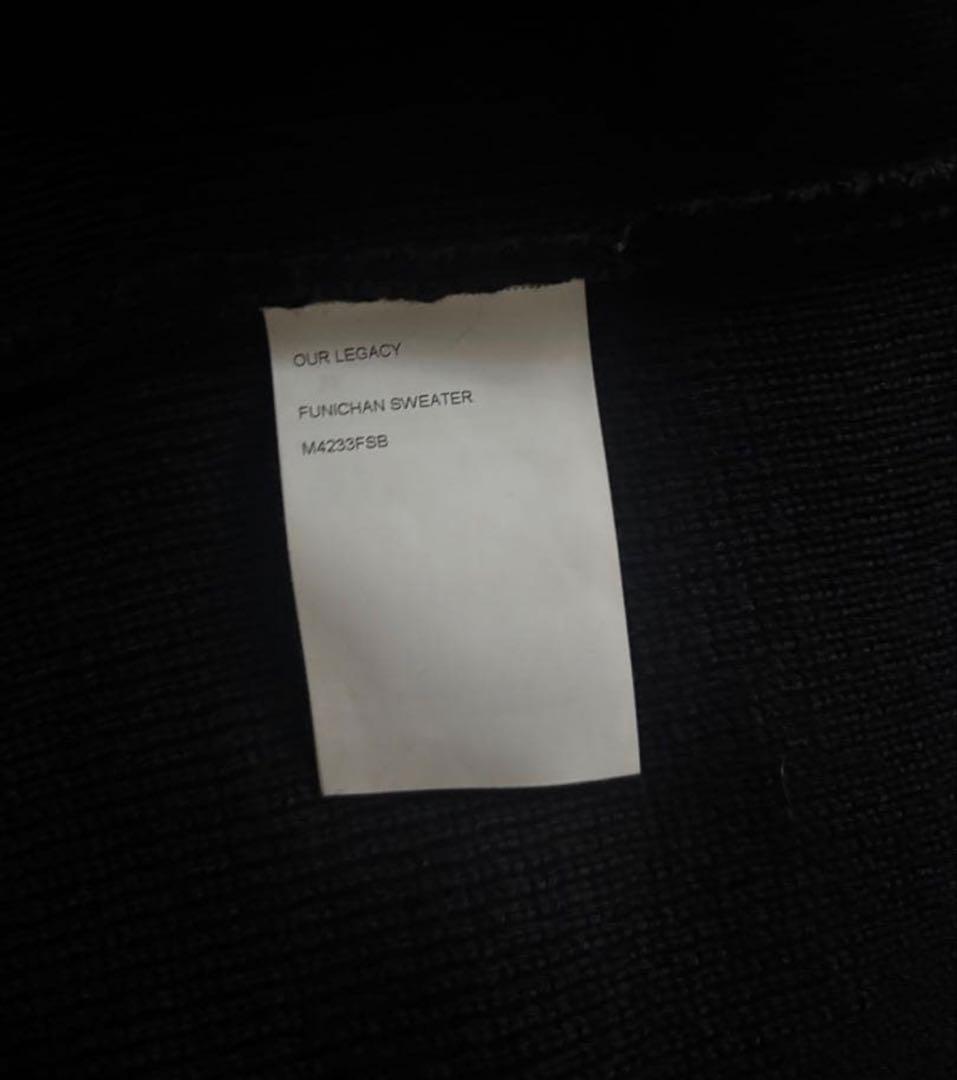 OUR LEGACY
FUNICHAN SWEATER
M4233FSB